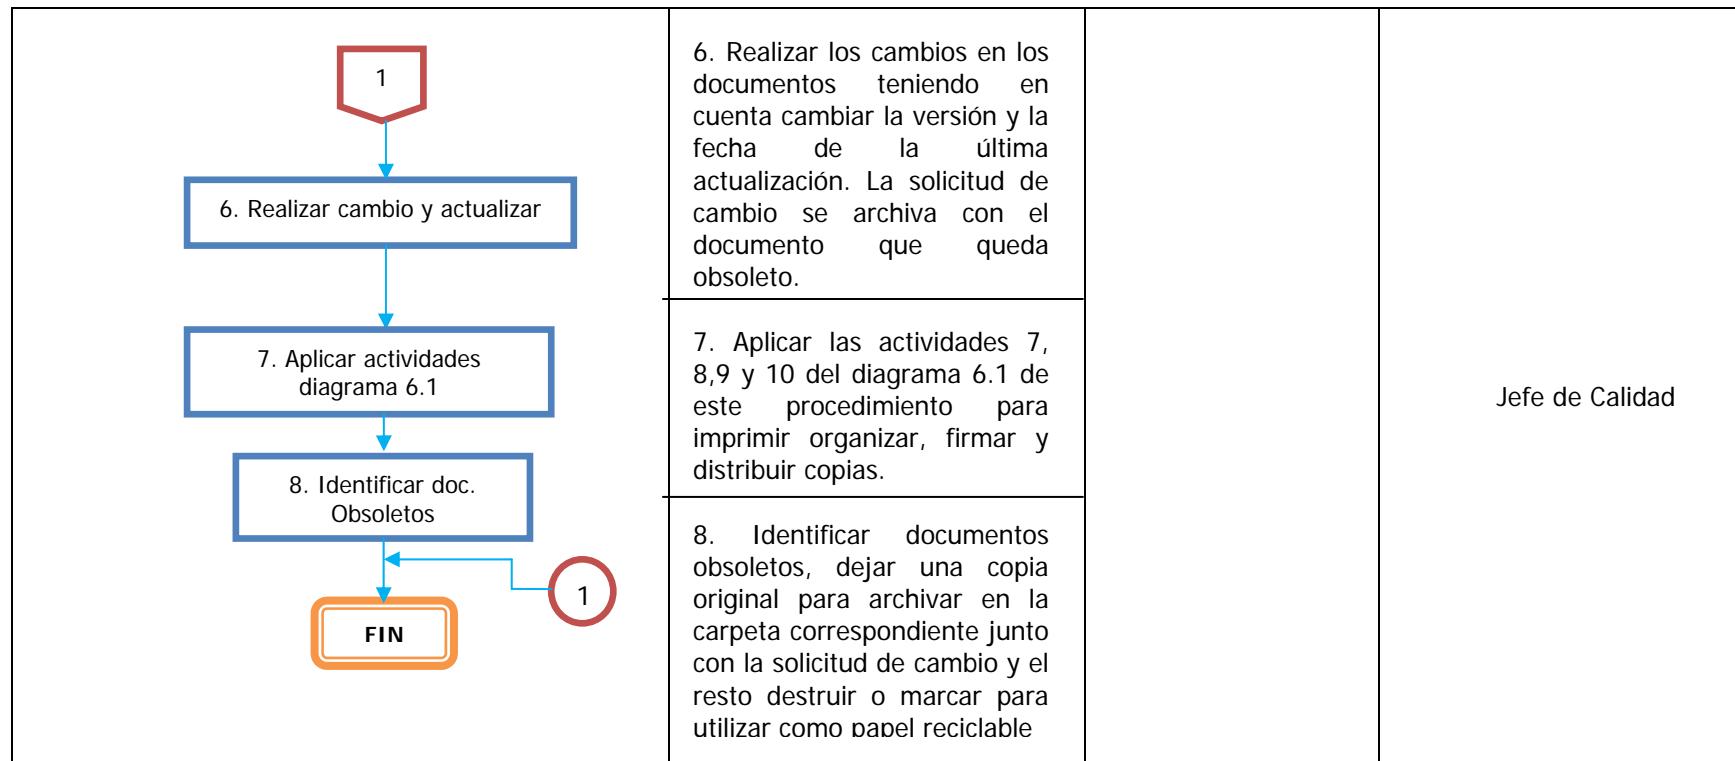 1
6. Realizar cambio y actualizar
7. Aplicar actividades
diagrama 6.1
8. Identificar doc.
Obsoletos
1
FIN
6. Realizar los cambios en los
documentos teniendo en
cuenta cambiar la versión y la
fecha de la última
actualización. La solicitud de
cambio se archiva con el
documento que queda
obsoleto.
7. Aplicar las actividades 7,
8,9 y 10 del diagrama 6.1 de
este procedimiento para
imprimir organizar, firmar y
distribuir copias.
8. Identificar documentos
obsoletos, dejar una copia
original para archivar en la
carpeta correspondiente junto
con la solicitud de cambio y el
resto destruir o marcar para
utilizar como papel reciclable
Jefe de Calidad